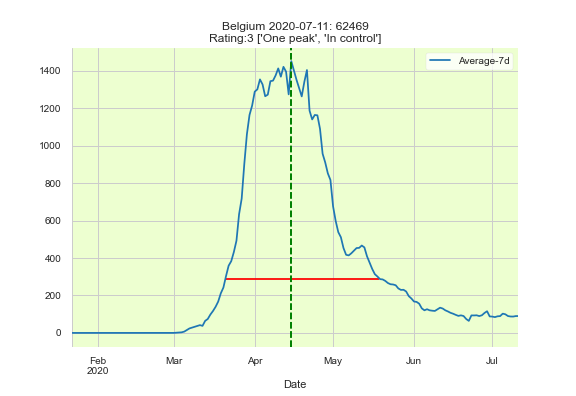 Belgium 2020-07-11: 62469
Rating:3 ['One peak', 'In control']
Average-7d
1400
1200
1000
800
600
400
200
0
Feb Mar Apr May Jun Jul
2020
Date